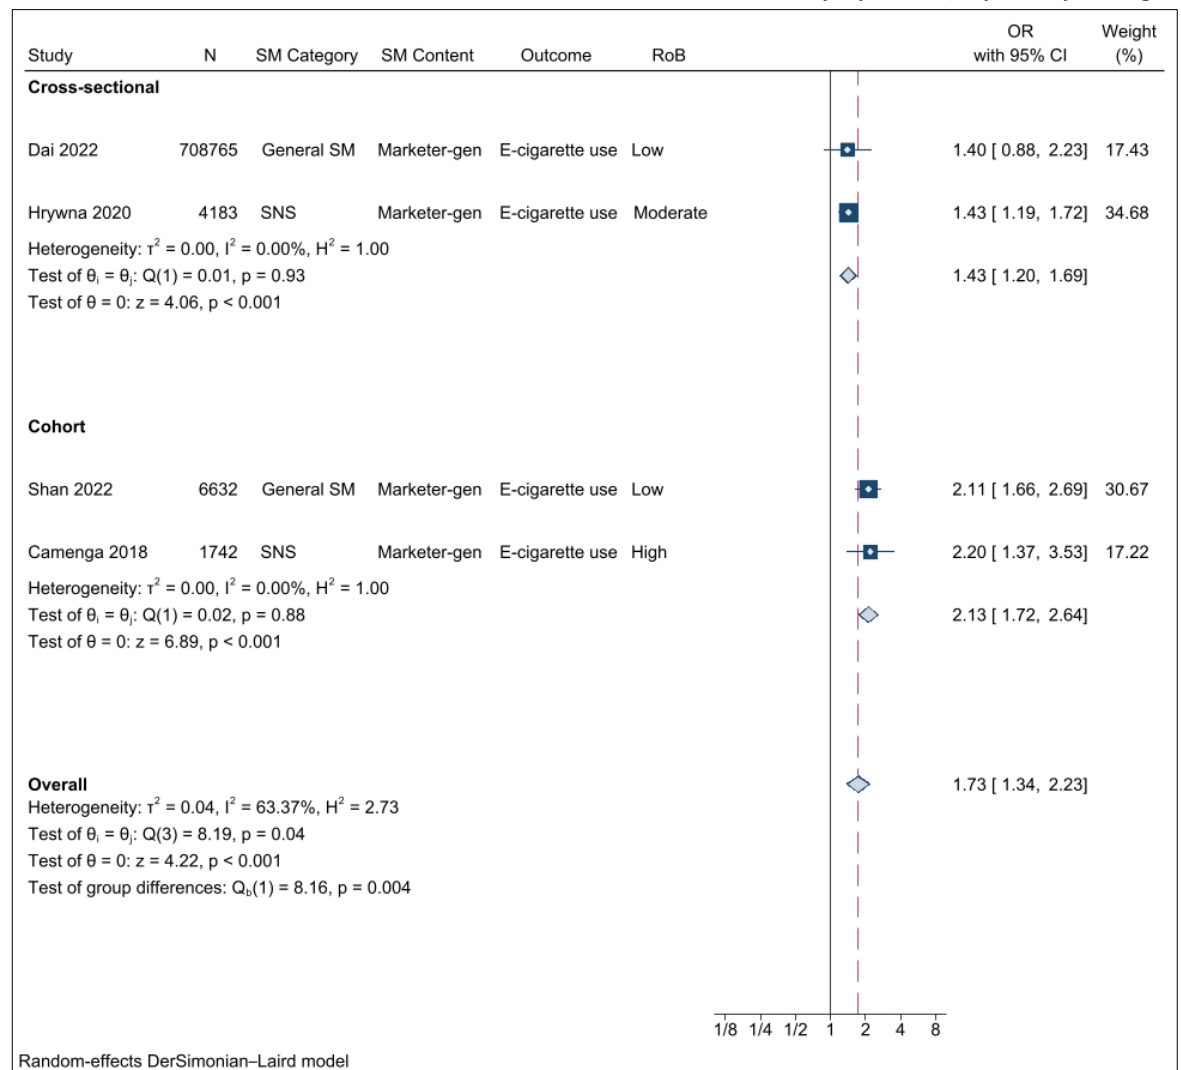 OR Weight
Study N SM Category SM Content Outcome RoB with 95% CI (%)
Cross-sectional
Dai 2022 708765 General SM Marketer-gen E-cigarette use Low 1.40 [ 0.88, 2.23] 17.43
Hrywna 2020 4183 SNS Marketer-gen E-cigarette use Moderate 1.43 [ 1.19, 1.72] 34.68
Heterogeneity: τ² = 0.00, I² = 0.00%, H² = 1.00
Test of θᵢ = θⱼ: Q(1) = 0.01, p = 0.93 1.43 [ 1.20, 1.69]
Test of θ = 0: z = 4.06, p < 0.001
Cohort
Shan 2022 6632 General SM Marketer-gen E-cigarette use Low 2.11 [ 1.66, 2.69] 30.67
Camenga 2018 1742 SNS Marketer-gen E-cigarette use High 2.20 [ 1.37, 3.53] 17.22
Heterogeneity: τ² = 0.00, I² = 0.00%, H² = 1.00
Test of θᵢ = θⱼ: Q(1) = 0.02, p = 0.88 2.13 [ 1.72, 2.64]
Test of θ = 0: z = 6.89, p < 0.001
Overall 1.73 [ 1.34, 2.23]
Heterogeneity: τ² = 0.04, I² = 63.37%, H² = 2.73
Test of θᵢ = θⱼ: Q(3) = 8.19, p = 0.04
Test of θ = 0: z = 4.22, p < 0.001
Test of group differences: Q_b(1) = 8.16, p = 0.004
1/8 1/4 1/2 1 2 4 8
Random-effects DerSimonian–Laird model